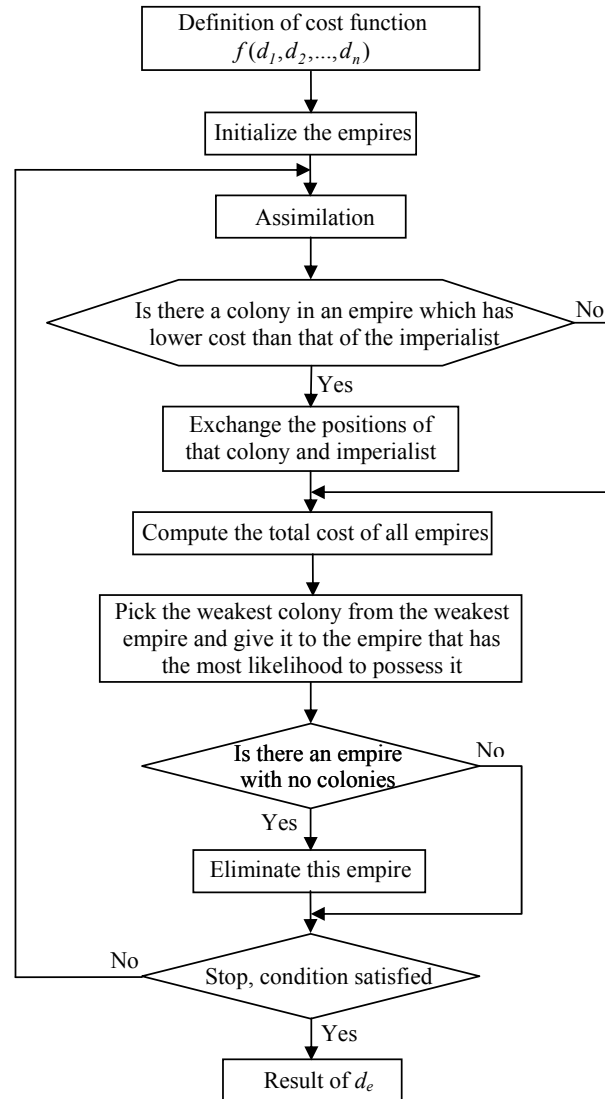 Definition of cost function
f(d1,d2,...,dn)
Initialize the empires
Assimilation
Is there a colony in an empire which has
lower cost than that of the imperialist
No
Yes
Exchange the positions of
that colony and imperialist
Compute the total cost of all empires
Pick the weakest colony from the weakest
empire and give it to the empire that has
the most likelihood to possess it
Is there an empire
with no colonies
No
Yes
Eliminate this empire
No
Stop, condition satisfied
Yes
Result of de